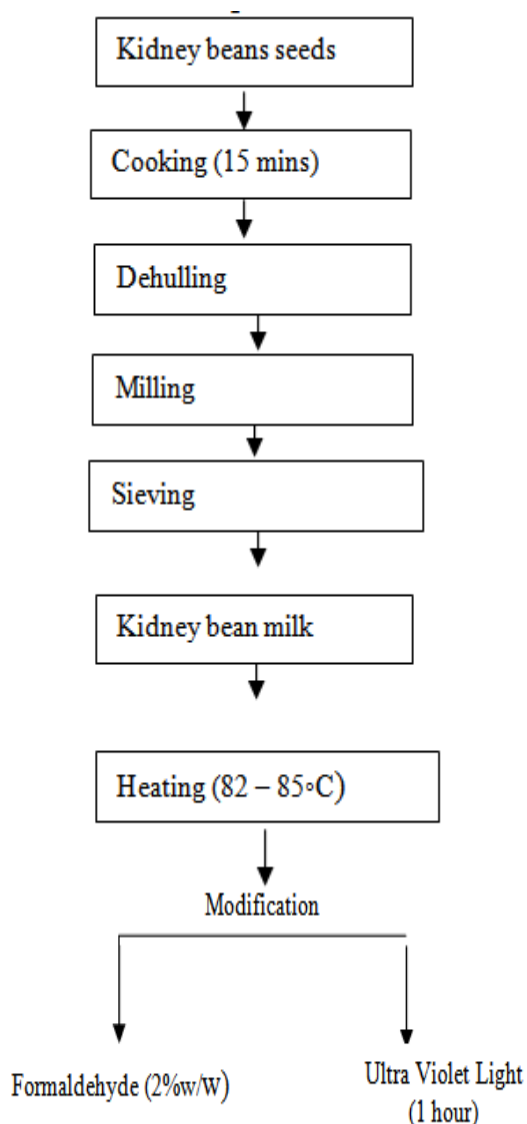 Kidney beans seeds
Cooking (15 mins)
Dehulling
Milling
Sieving
Kidney bean milk
Heating (82 – 85◦C)
Modification
Formaldehyde (2%w/w)
Ultra Violet Light
(1 hour)